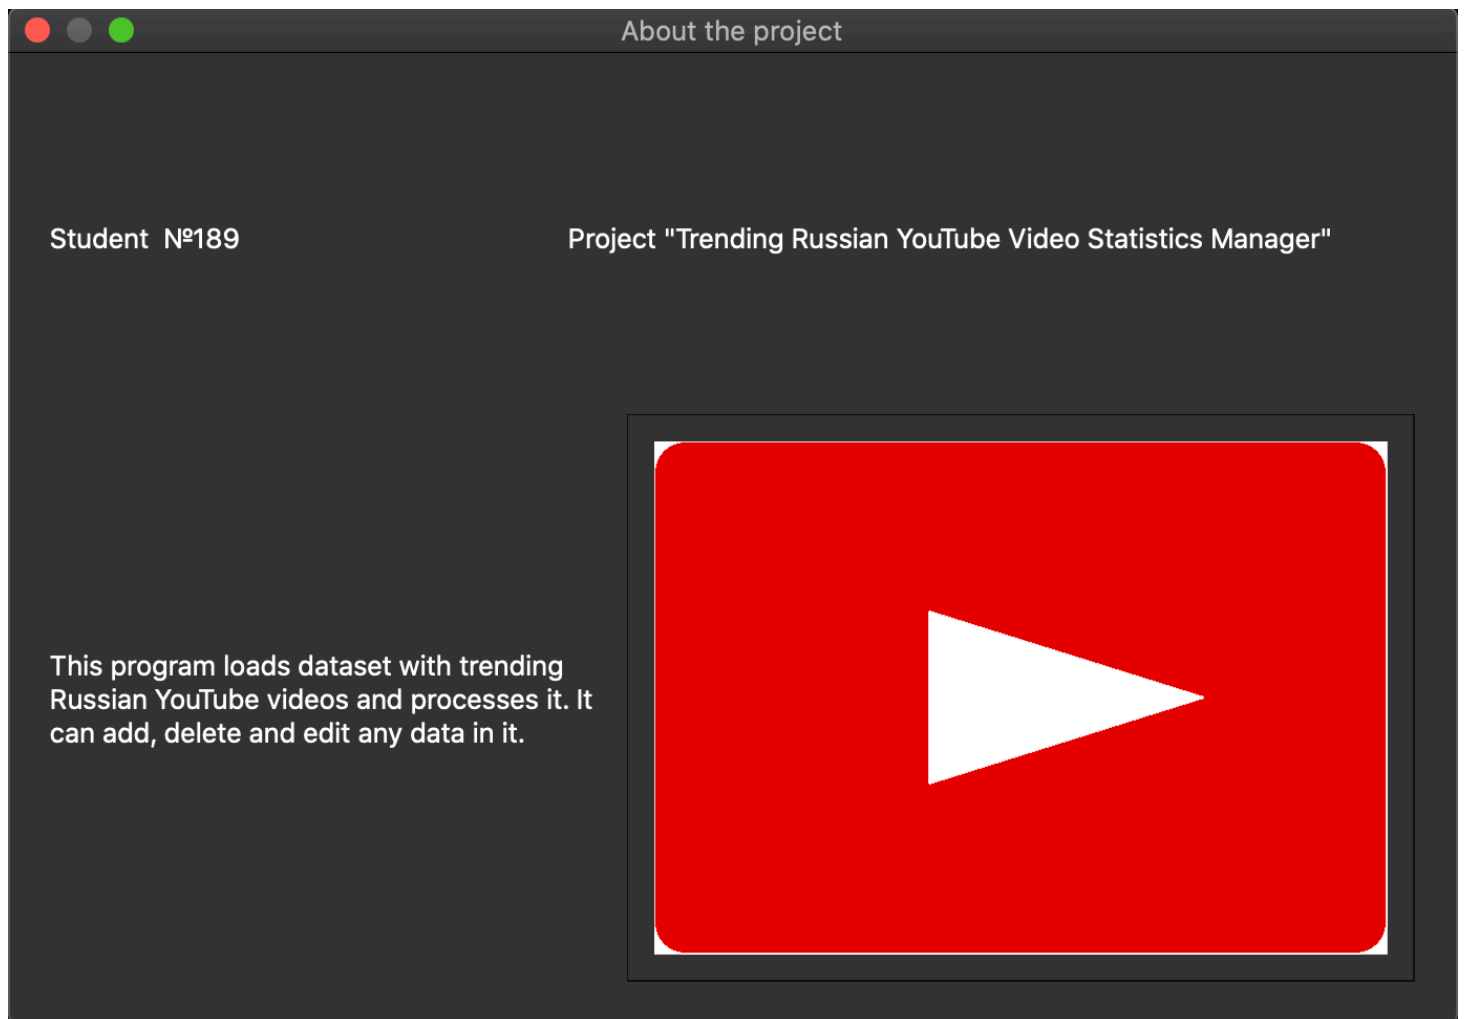 About the project
Student  №189
Project "Trending Russian YouTube Video Statistics Manager"
This program loads dataset with trending
Russian YouTube videos and processes it. It
can add, delete and edit any data in it.